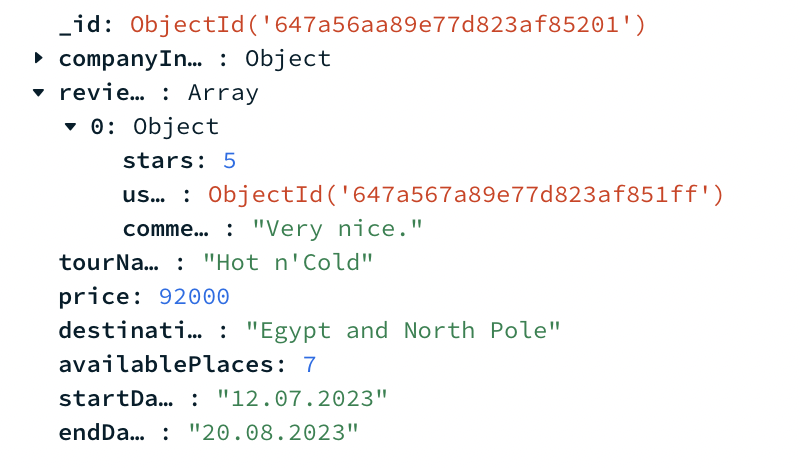 _id: ObjectId('647a56aa89e77d823af85201')
companyIn… : Object
revie… : Array
0: Object
stars: 5
us… : ObjectId('647a567a89e77d823af851ff')
comme… : "Very nice."
tourNa… : "Hot n'Cold"
price: 92000
destinati… : "Egypt and North Pole"
availablePlaces: 7
startDa… : "12.07.2023"
endDa… : "20.08.2023"